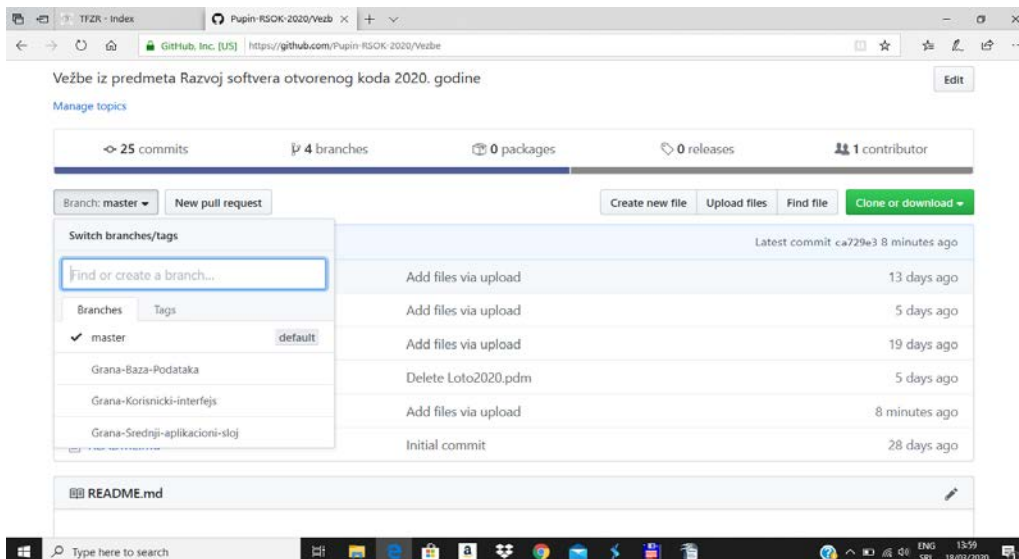 TFZR - Index
Pupin-RSOK-2020/Vezb
GitHub, Inc. [US]
https://github.com/Pupin-RSOK-2020/Vezbe
Vežbe iz predmeta Razvoj softvera otvorenog koda 2020. godine
Edit
Manage topics
25 commits
4 branches
0 packages
0 releases
1 contributor
Branch: master
New pull request
Create new file
Upload files
Find file
Clone or download
Switch branches/tags
Latest commit ca729e3 8 minutes ago
Find or create a branch...
Add files via upload
13 days ago
Branches
Tags
Add files via upload
5 days ago
master
default
Add files via upload
19 days ago
Grana-Baza-Podataka
Delete Loto2020.pdm
5 days ago
Grana-Korisnicki-interfejs
Add files via upload
8 minutes ago
Grana-Srednji-aplikacioni-sloj
Initial commit
28 days ago
README.md
Type here to search
ENG
SRL
13:59
18/03/2020